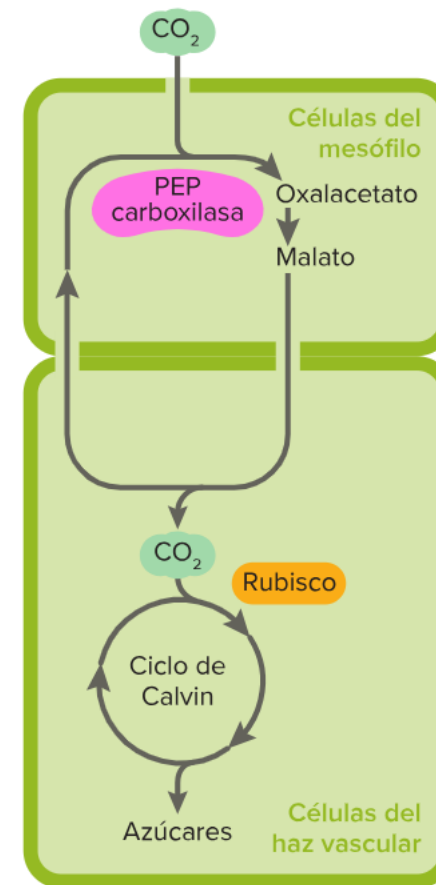 CO₂
Células del
mesófilo
PEP
carboxilasa
Oxalacetato
Malato
CO₂
Rubisco
Ciclo de
Calvin
Azúcares
Células del
haz vascular